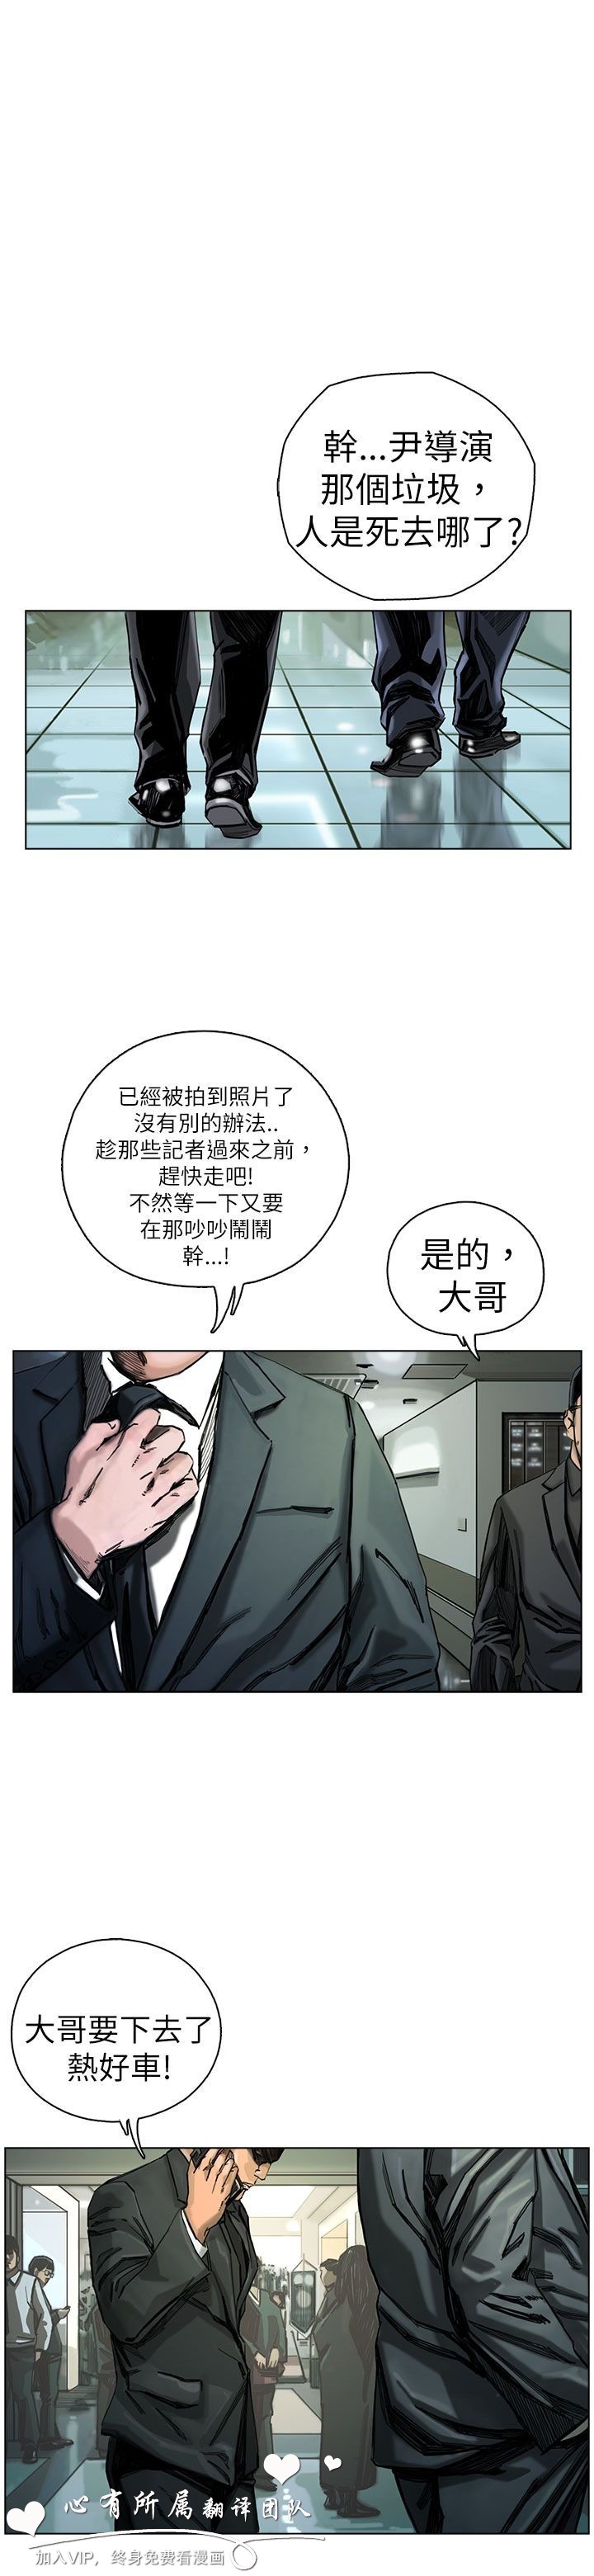 幹...尹導演
那個垃圾，
人是死去哪了?
已經被拍到照片了
沒有別的辦法..
趁那些記者過來之前，
趕快走吧!
不然等一下又要
在那吵吵鬧鬧
幹...!
是的，
大哥
大哥要下去了
熱好車!
心有所属翻译团队
加入VIP，终身免费看漫画